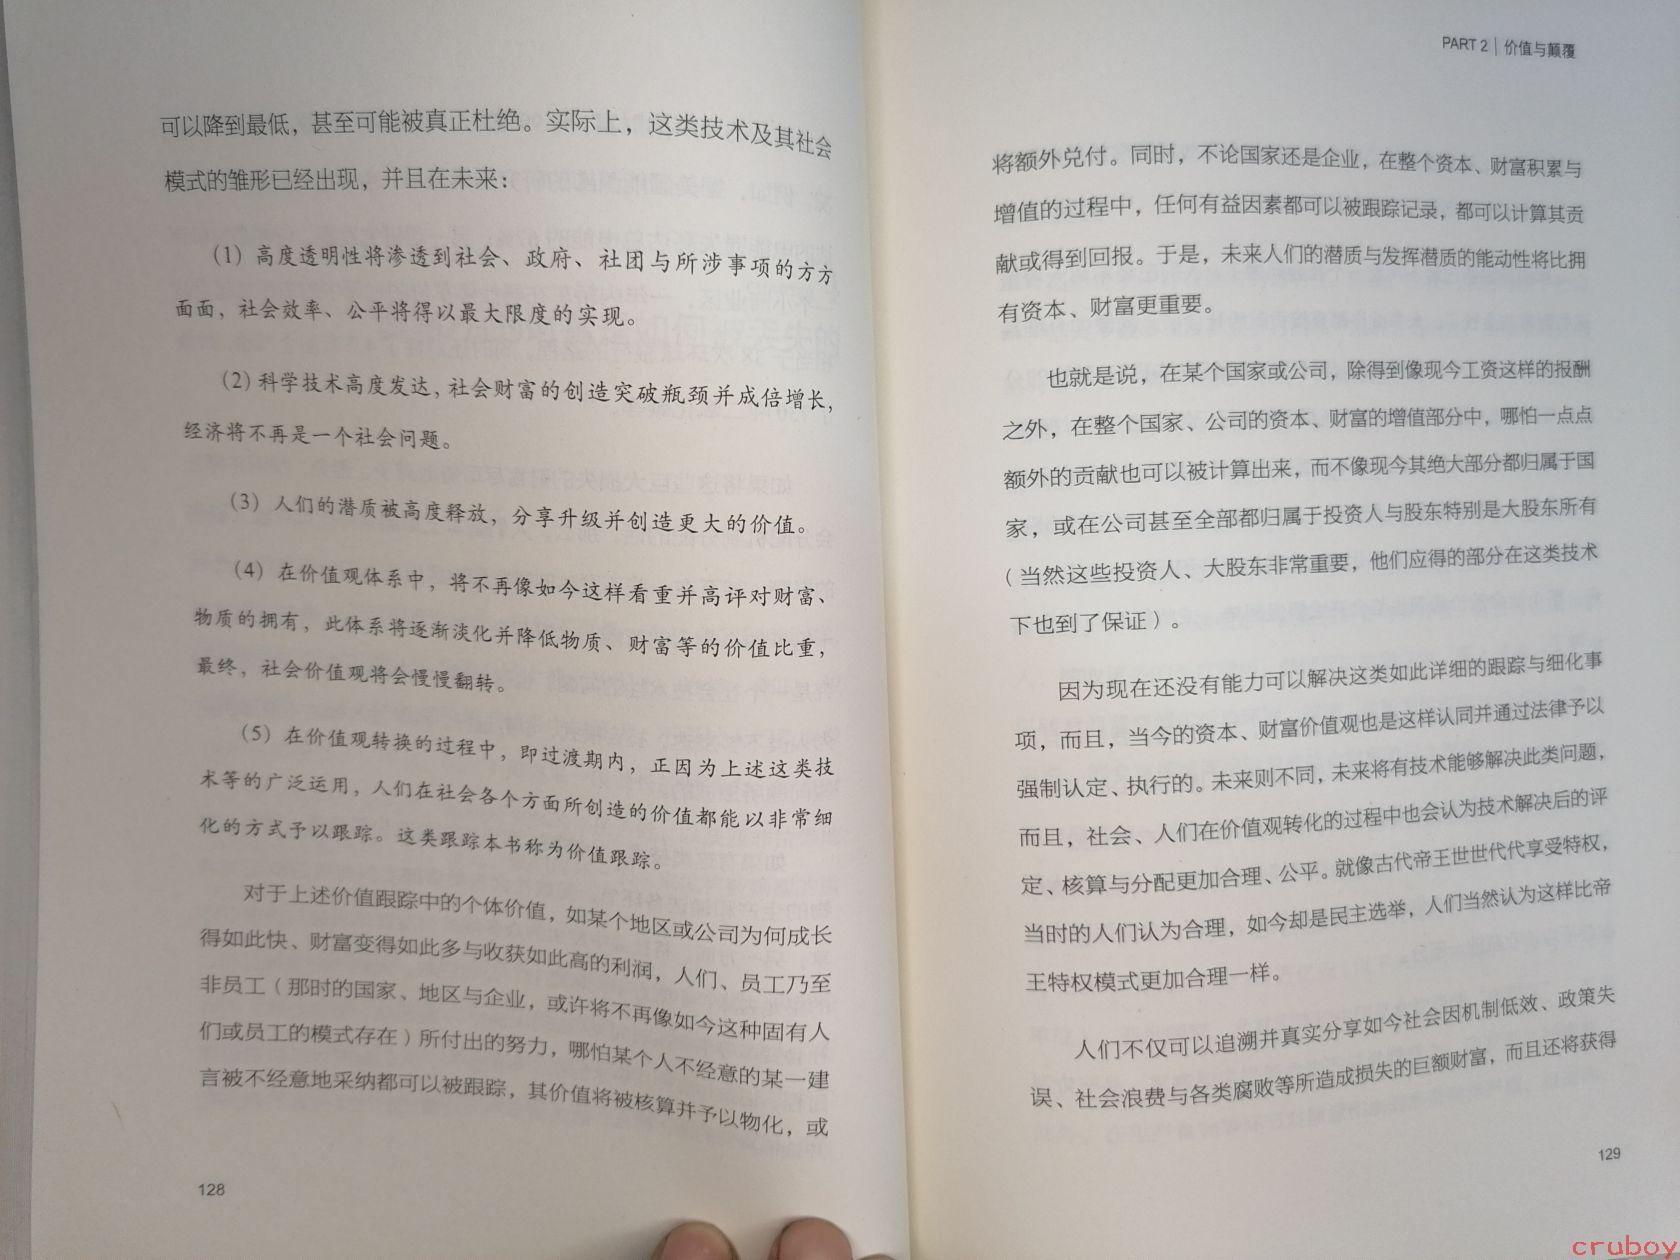 可以降到最低，甚至可能被真正杜绝。实际上，这类技术及其社会
模式的雏形已经出现，并且在未来：
（1）高度透明性将渗透到社会、政府、社团与所涉事项的方方
面面，社会效率、公平将得以最大限度的实现。
（2）科学技术高度发达，社会财富的创造突破瓶颈并成倍增长，
经济将不再是一个社会问题。
（3）人们的潜质被高度释放，分享升级并创造更大的价值。
（4）在价值观体系中，将不再像如今这样看重并高评对财富、
物质的拥有，此体系将逐渐淡化并降低物质、财富等的价值比重，
最终，社会价值观将会慢慢翻转。
（5）在价值观转换的过程中，即过渡期内，正因为上述这类技
术等的广泛运用，人们在社会各个方面所创造的价值都能以非常细
化的方式予以跟踪。这类跟踪本书称为价值跟踪。
对于上述价值跟踪中的个体价值，如某个地区或公司为何成长
得如此快、财富变得如此多与收获如此高的利润，人们、员工乃至
非员工（那时的国家、地区与企业，或许将不再像如今这种固有人
们或员工的模式存在）所付出的努力，哪怕某个人不经意的某一建
言被不经意地采纳都可以被跟踪，其价值将被核算并予以物化，或
128
PART 2｜价值与颠覆
将额外兑付。同时，不论国家还是企业，在整个资本、财富积累与
增值的过程中，任何有益因素都可以被跟踪记录，都可以计算其贡
献或得到回报。于是，未来人们的潜质与发挥潜质的能动性将比拥
有资本、财富更重要。
也就是说，在某个国家或公司，除得到像现今工资这样的报酬
之外，在整个国家、公司的资本、财富的增值部分中，哪怕一点点
额外的贡献也可以被计算出来，而不像现今其绝大部分都归属于国
家，或在公司甚至全部都归属于投资人与股东特别是大股东所有
（当然这些投资人、大股东非常重要，他们应得的部分在这类技术
下也到了保证）。
因为现在还没有能力可以解决这类如此详细的跟踪与细化事
项，而且，当今的资本、财富价值观也是这样认同并通过法律予以
强制认定、执行的。未来则不同，未来将有技术能够解决此类问题，
而且，社会、人们在价值观转化的过程中也会认为技术解决后的评
定、核算与分配更加合理、公平。就像古代帝王世世代代享受特权，
当时的人们认为合理，如今却是民主选举，人们当然认为这样比帝
王特权模式更加合理一样。
人们不仅可以追溯并真实分享如今社会因机制低效、政策失
误、社会浪费与各类腐败等所造成损失的巨额财富，而且还将获得
129
cruboy